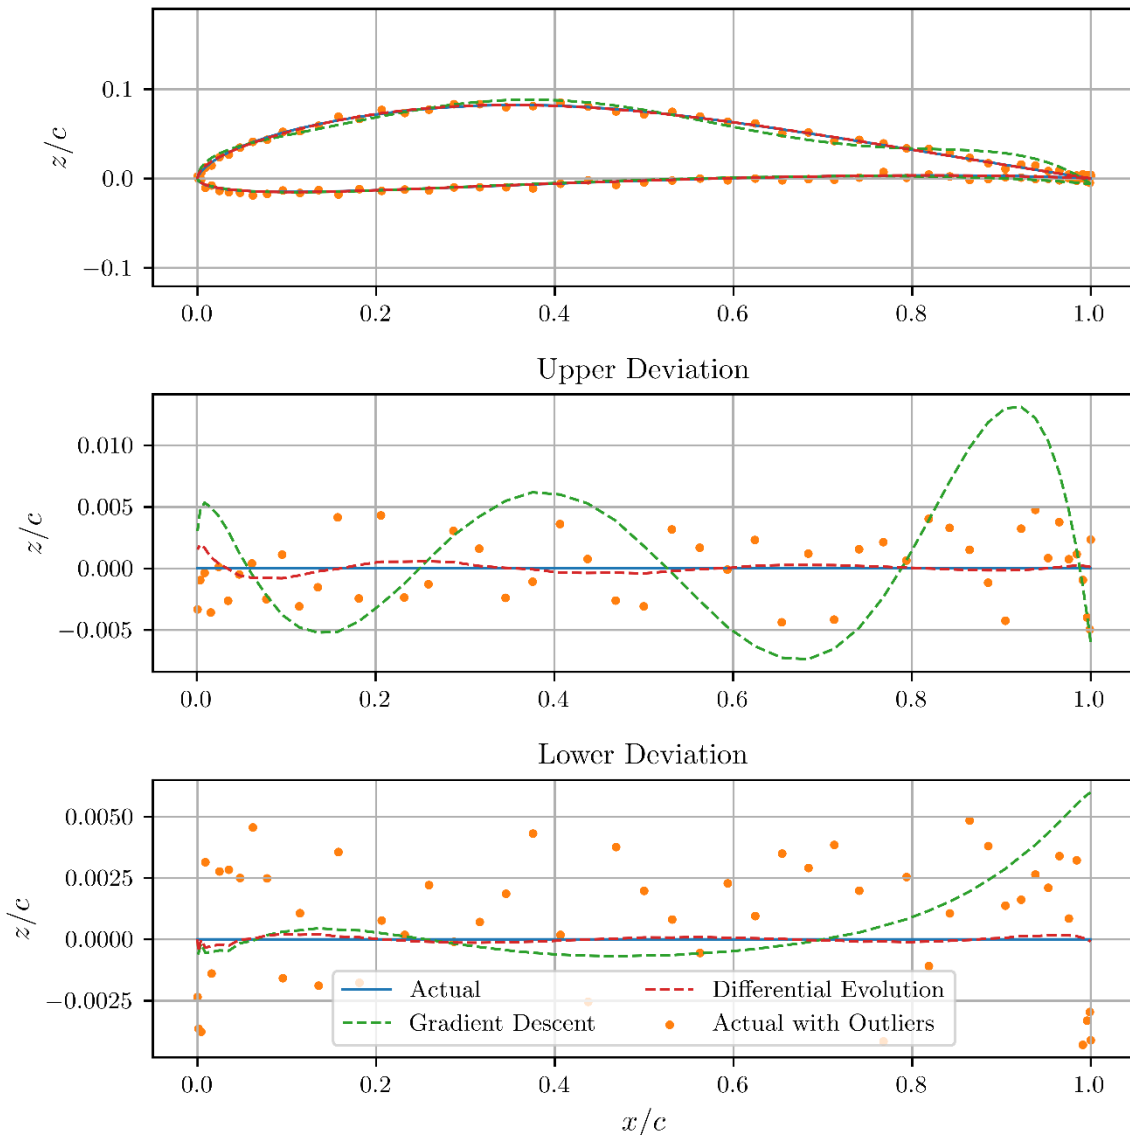 z/c
0.1
0.0
−0.1
0.0 0.2 0.4 0.6 0.8 1.0
Upper Deviation
z/c
0.010
0.005
0.000
−0.005
0.0 0.2 0.4 0.6 0.8 1.0
Lower Deviation
z/c
0.0050
0.0025
0.0000
−0.0025
Actual
Gradient Descent
Differential Evolution
Actual with Outliers
0.0 0.2 0.4 0.6 0.8 1.0
x/c